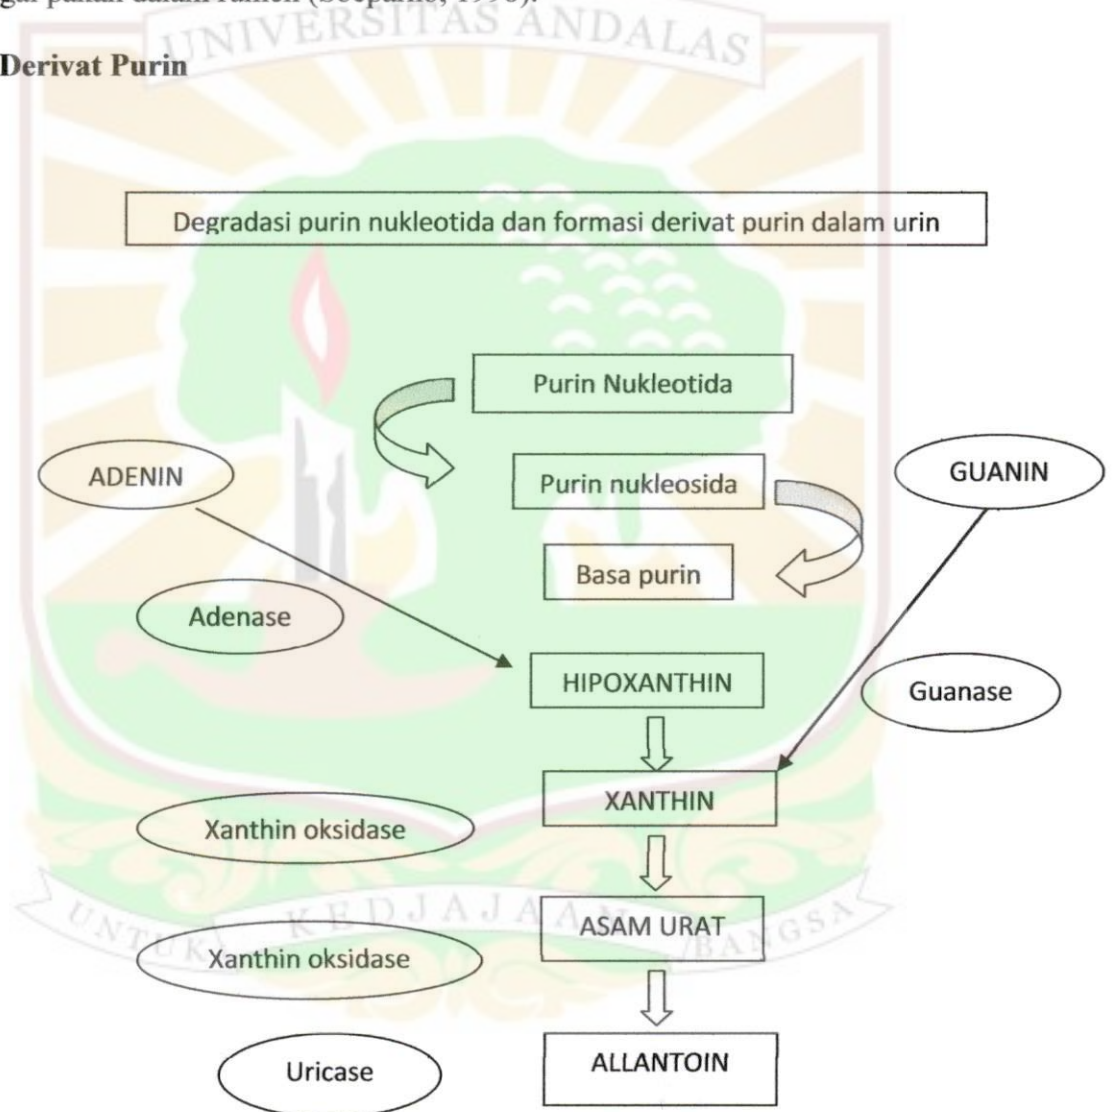 dalam rumen (Soeparno, 1998).
UNIVERSITAS ANDALAS
Derivat Purin
Degradasi purin nukleotida dan formasi derivat purin dalam urin
Purin Nukleotida
ADENIN
Purin nukleosida
GUANIN
Basa purin
Adenase
HIPOXANTHIN
Guanase
XANTHIN
Xanthin oksidase
ASAM URAT
UNTUK KEDJAJAAN BANGSA
Xanthin oksidase
ALLANTOIN
Uricase